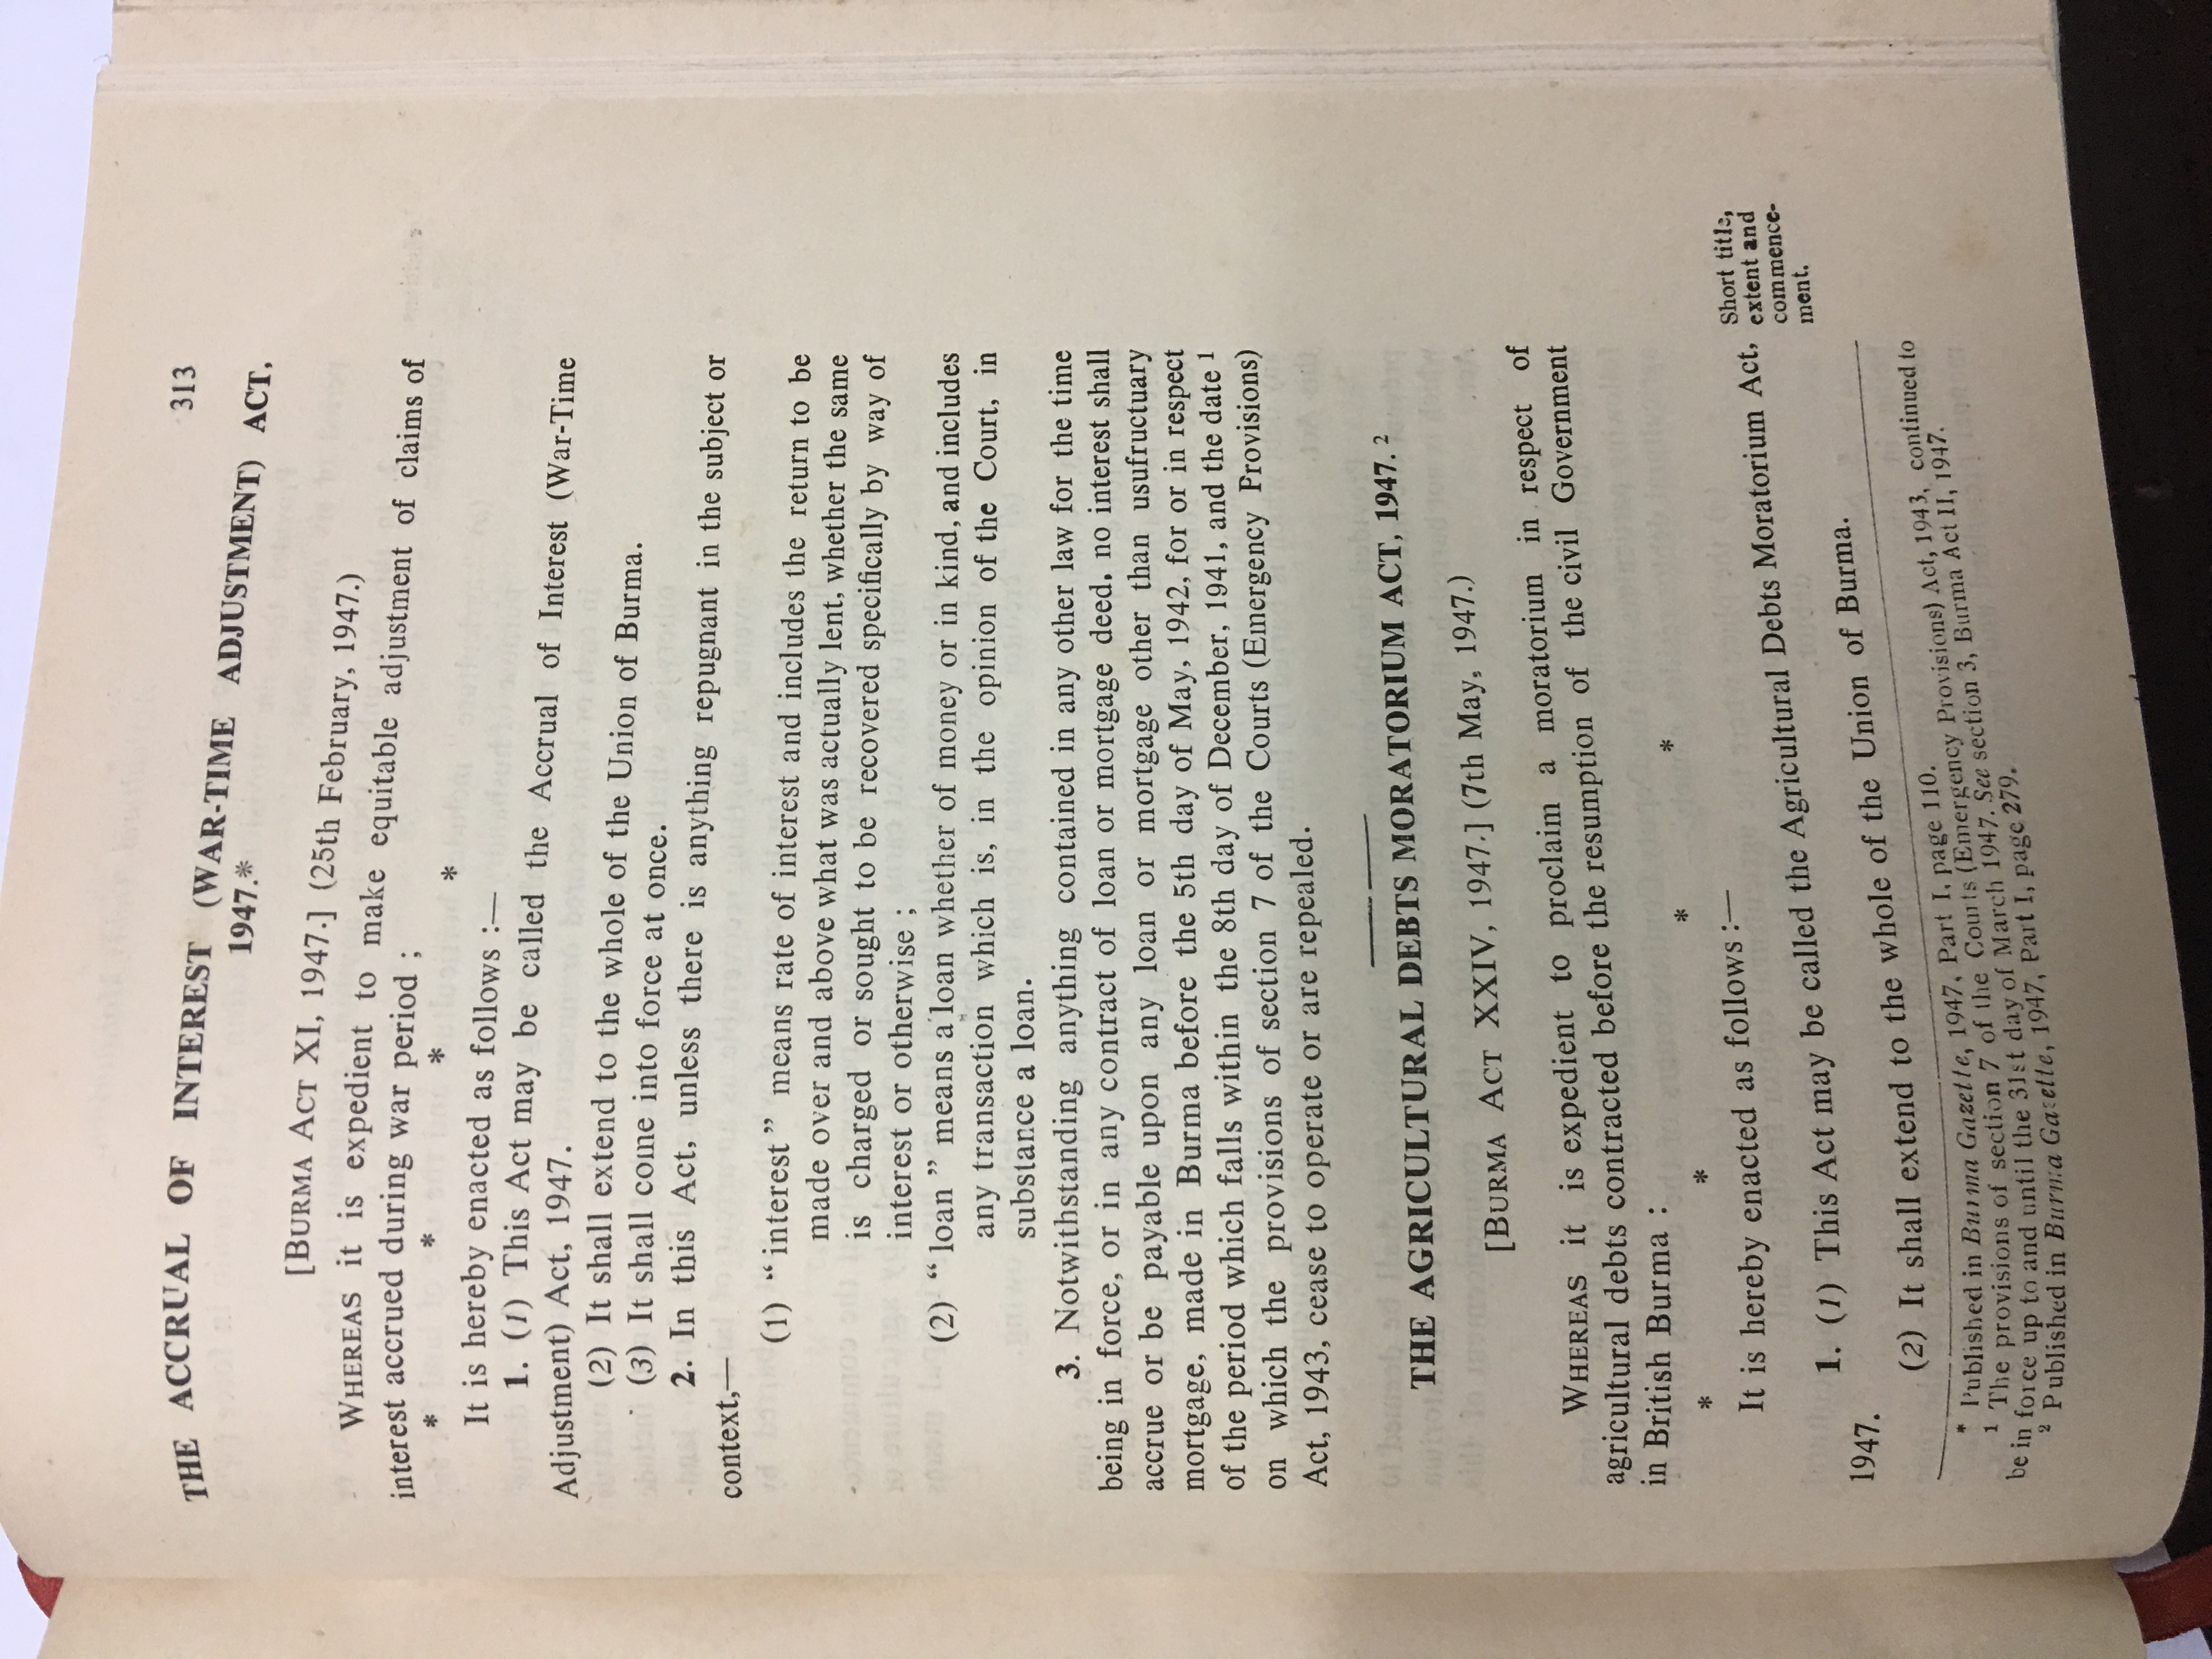 313
THE ACCRUAL OF INTEREST (WAR-TIME ADJUSTMENT) ACT,
1947.*
[BURMA ACT XI, 1947.] (25th February, 1947.)
WHEREAS it is expedient to make equitable adjustment of claims of
interest accrued during war period ;
* * * *
It is hereby enacted as follows :—
1. (1) This Act may be called the Accrual of Interest (War-Time
Adjustment) Act, 1947.
(2) It shall extend to the whole of the Union of Burma.
(3) It shall come into force at once.
2. In this Act, unless there is anything repugnant in the subject or
context,—
(1) “ interest ” means rate of interest and includes the return to be
made over and above what was actually lent, whether the same
is charged or sought to be recovered specifically by way of
interest or otherwise ;
(2) “ loan ” means a loan whether of money or in kind, and includes
any transaction which is, in the opinion of the Court, in
substance a loan.
3. Notwithstanding anything contained in any other law for the time
being in force, or in any contract of loan or mortgage deed, no interest shall
accrue or be payable upon any loan or mortgage other than usufructuary
mortgage, made in Burma before the 5th day of May, 1942, for or in respect
of the period which falls within the 8th day of December, 1941, and the date ¹
on which the provisions of section 7 of the Courts (Emergency Provisions)
Act, 1943, cease to operate or are repealed.
THE AGRICULTURAL DEBTS MORATORIUM ACT, 1947. ²
[BURMA ACT XXIV, 1947.] (7th May, 1947.)
WHEREAS it is expedient to proclaim a moratorium in respect of
agricultural debts contracted before the resumption of the civil Government
in British Burma :
* * * *
It is hereby enacted as follows :—
1. (1) This Act may be called the Agricultural Debts Moratorium Act,
1947.
Short title,
extent and
commence-
ment.
(2) It shall extend to the whole of the Union of Burma.
* Published in Burma Gazette, 1947, Part I, page 110.
¹ The provisions of section 7 of the Courts (Emergency Provisions) Act, 1943, continued to
be in force up to and until the 31st day of March 1947. See section 3, Burma Act II, 1947.
² Published in Burma Gazette, 1947, Part I, page 279.